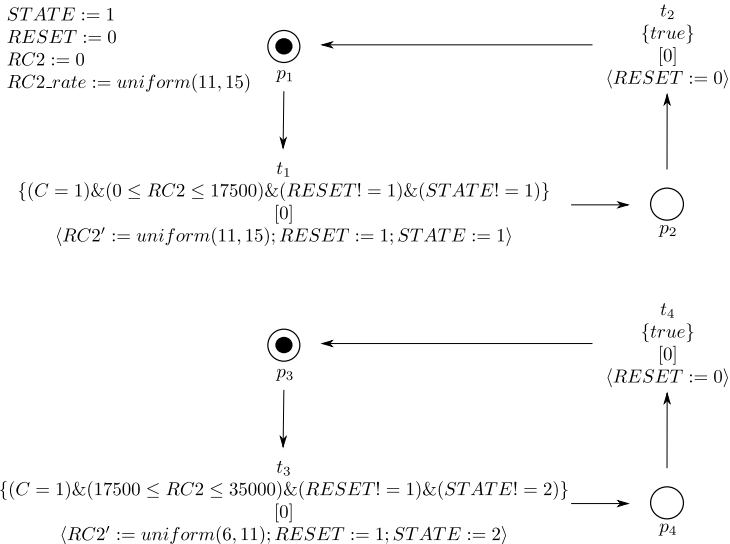 STATE := 1
RESET := 0
RC2 := 0
RC2_rate := uniform(11, 15)
p₁
t₂
{true}
[0]
⟨RESET := 0⟩
t₁
{(C = 1)&(0 ≤ RC2 ≤ 17500)&(RESET! = 1)&(STATE! = 1)}
[0]
⟨RC2′ := uniform(11, 15); RESET := 1; STATE := 1⟩
p₂
p₃
t₄
{true}
[0]
⟨RESET := 0⟩
t₃
{(C = 1)&(17500 ≤ RC2 ≤ 35000)&(RESET! = 1)&(STATE! = 2)}
[0]
⟨RC2′ := uniform(6, 11); RESET := 1; STATE := 2⟩
p₄